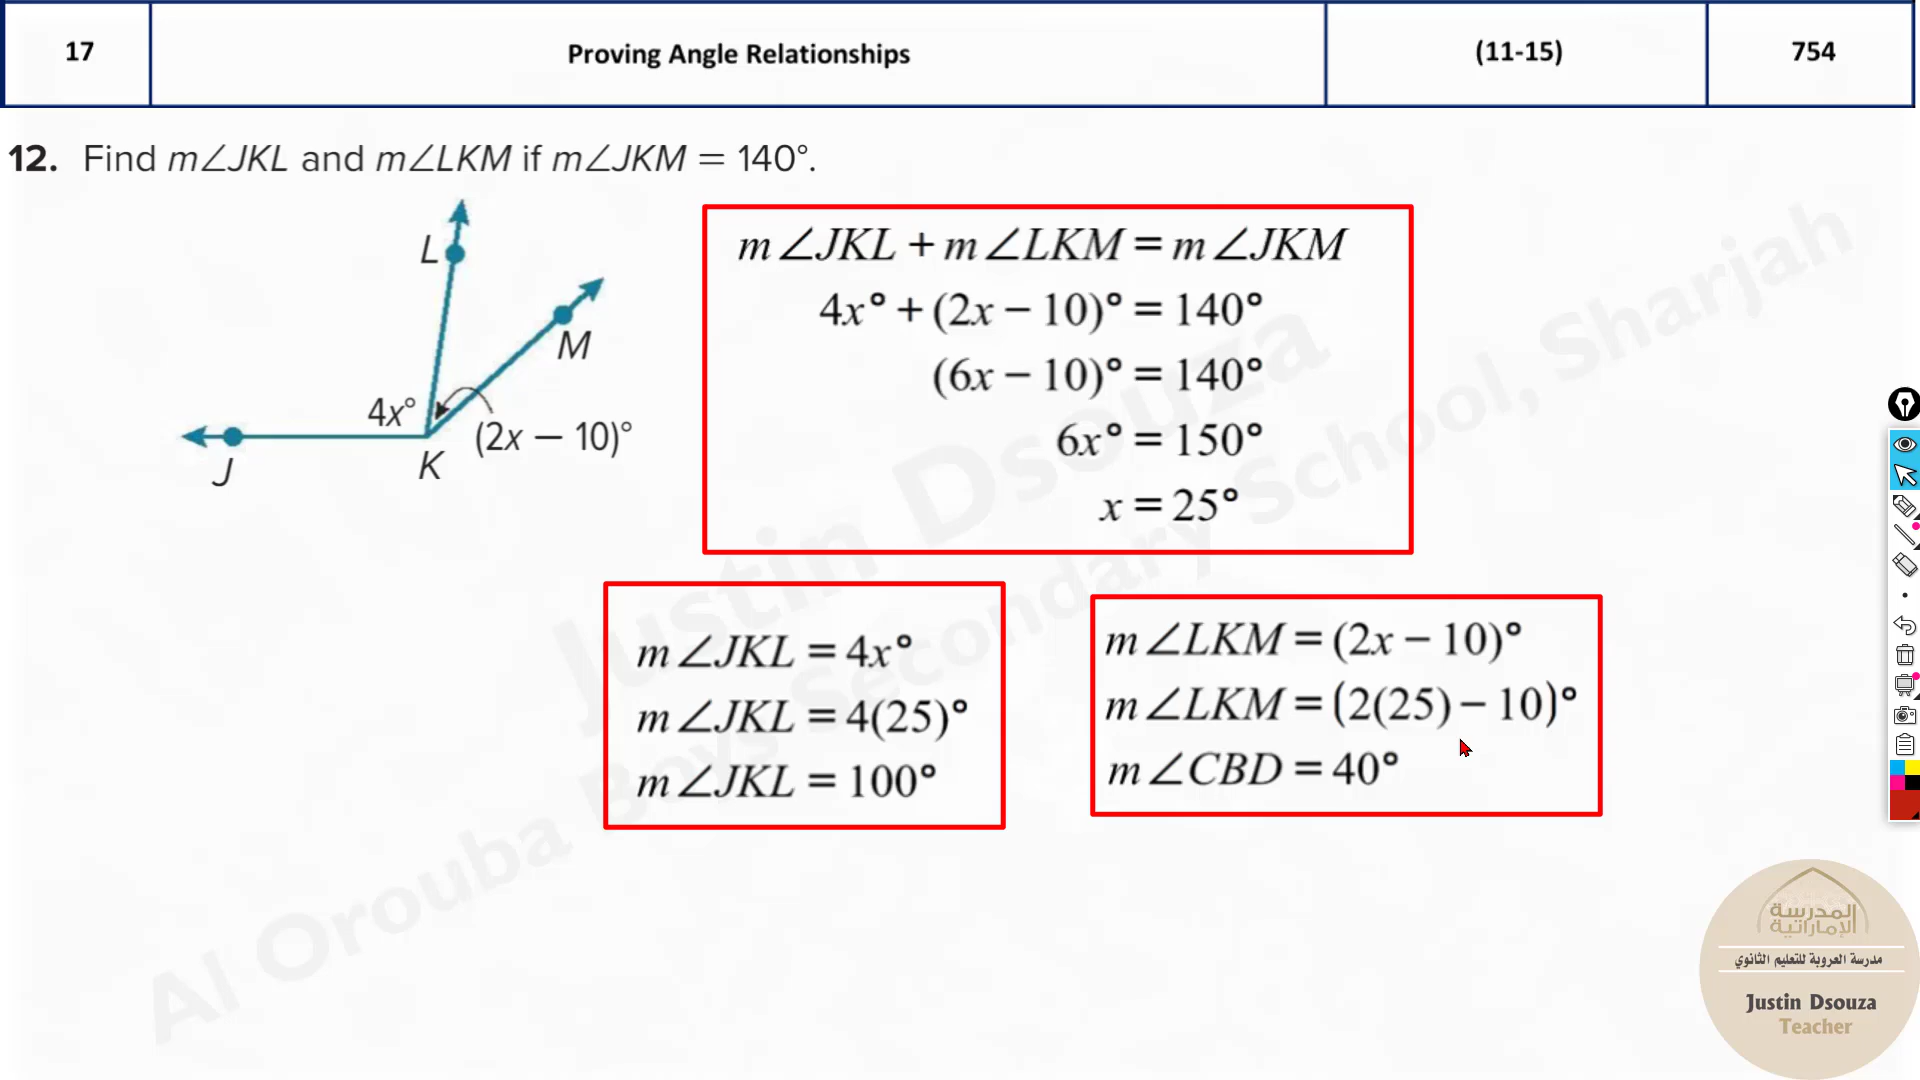 17
Proving Angle Relationships
(11-15)
754
12. Find m∠JKL and m∠LKM if m∠JKM = 140°.
L
M
4x°
(2x − 10)°
J
K
m∠JKL + m∠LKM = m∠JKM
4x° + (2x − 10)° = 140°
(6x − 10)° = 140°
6x° = 150°
x = 25°
m∠JKL = 4x°
m∠JKL = 4(25)°
m∠JKL = 100°
m∠LKM = (2x − 10)°
m∠LKM = (2(25) − 10)°
m∠CBD = 40°
Justin Dsouza
Al Orouba Boys Secondary School, Sharjah
المدرسة
الإماراتية
مدرسة العروبة للتعليم الثانوي
Justin Dsouza
Teacher